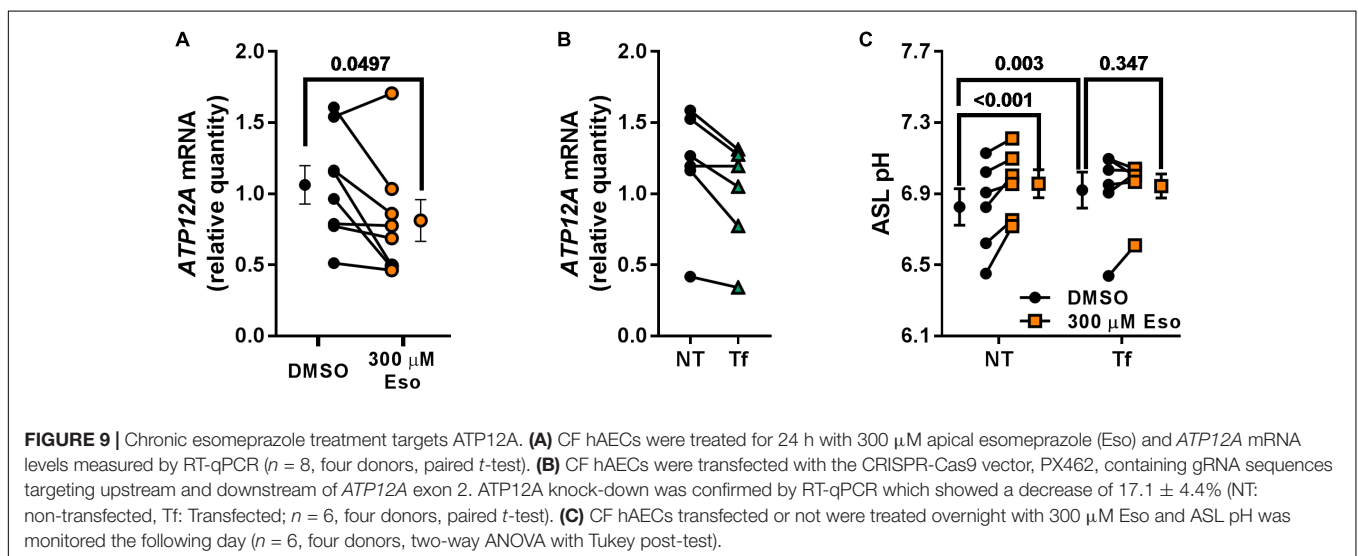 A
2.0
1.5
1.0
0.5
0.0
ATP12A mRNA
(relative quantity)
0.0497
DMSO
300 μM
Eso
B
2.0
1.5
1.0
0.5
0.0
ATP12A mRNA
(relative quantity)
NT
Tf
C
7.7
7.3
6.9
6.5
6.1
ASL pH
0.003
0.347
<0.001
DMSO
300 μM Eso
NT
Tf
FIGURE 9 | Chronic esomeprazole treatment targets ATP12A. (A) CF hAECs were treated for 24 h with 300 μM apical esomeprazole (Eso) and ATP12A mRNA
levels measured by RT-qPCR (n = 8, four donors, paired t-test). (B) CF hAECs were transfected with the CRISPR-Cas9 vector, PX462, containing gRNA sequences
targeting upstream and downstream of ATP12A exon 2. ATP12A knock-down was confirmed by RT-qPCR which showed a decrease of 17.1 ± 4.4% (NT:
non-transfected, Tf: Transfected; n = 6, four donors, paired t-test). (C) CF hAECs transfected or not were treated overnight with 300 μM Eso and ASL pH was
monitored the following day (n = 6, four donors, two-way ANOVA with Tukey post-test).